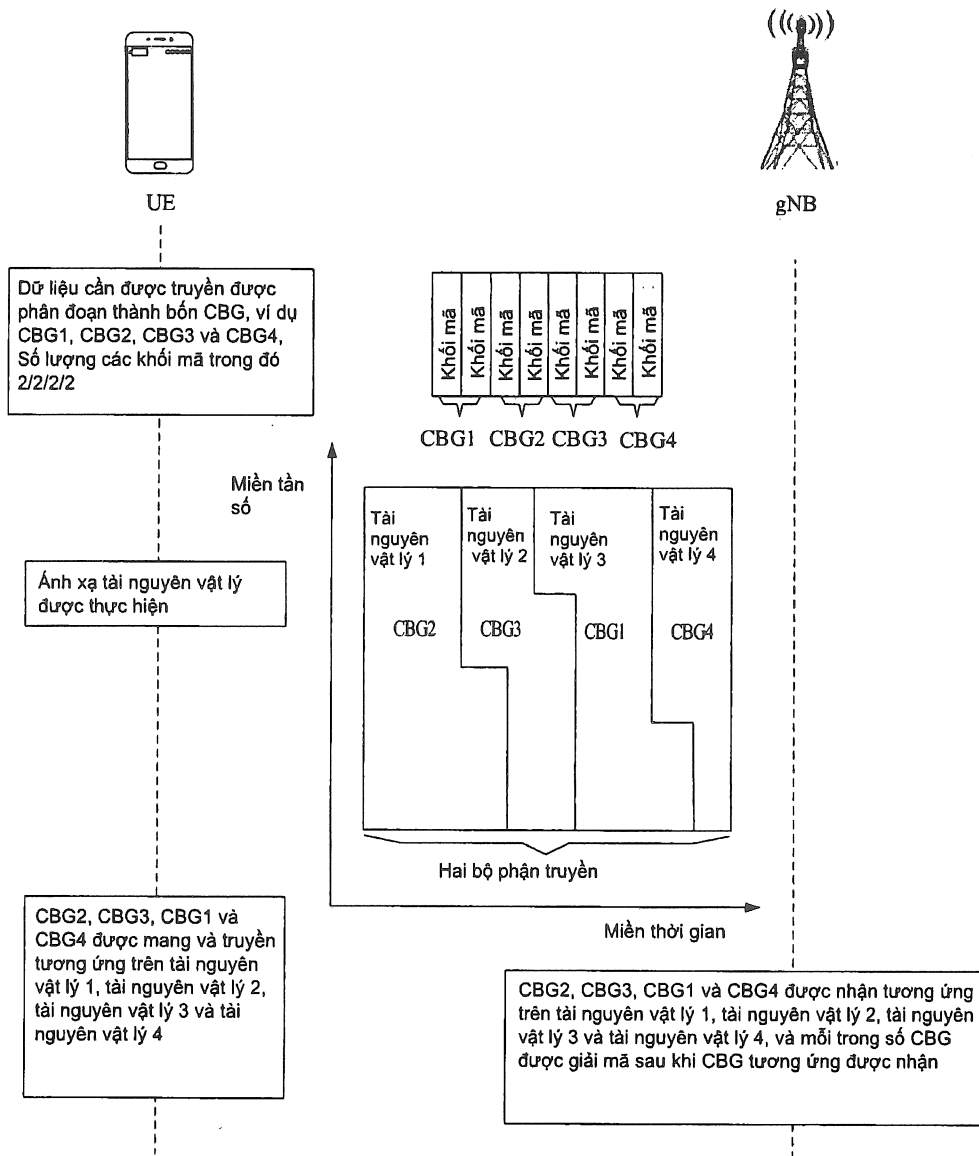 UE
gNB
Dữ liệu cần được truyền được
phân đoạn thành bốn CBG, ví dụ
CBG1, CBG2, CBG3 và CBG4,
Số lượng các khối mã trong đó
2/2/2/2
Khối mã
Khối mã
Khối mã
Khối mã
Khối mã
Khối mã
Khối mã
Khối mã
CBG1 CBG2 CBG3 CBG4
Miền tần
số
Tài
nguyên
vật lý 1
Tài
nguyên
vật lý 2
Tài
nguyên
vật lý 3
Tài
nguyên
vật lý 4
CBG2
CBG3
CBG1
CBG4
Ánh xạ tài nguyên vật lý
được thực hiện
Hai bộ phận truyền
Miền thời gian
CBG2, CBG3, CBG1 và
CBG4 được mang và truyền
tương ứng trên tài nguyên
vật lý 1, tài nguyên vật lý 2,
tài nguyên vật lý 3 và tài
nguyên vật lý 4
CBG2, CBG3, CBG1 và CBG4 được nhận tương ứng
trên tài nguyên vật lý 1, tài nguyên vật lý 2, tài nguyên
vật lý 3 và tài nguyên vật lý 4, và mỗi trong số CBG
được giải mã sau khi CBG tương ứng được nhận